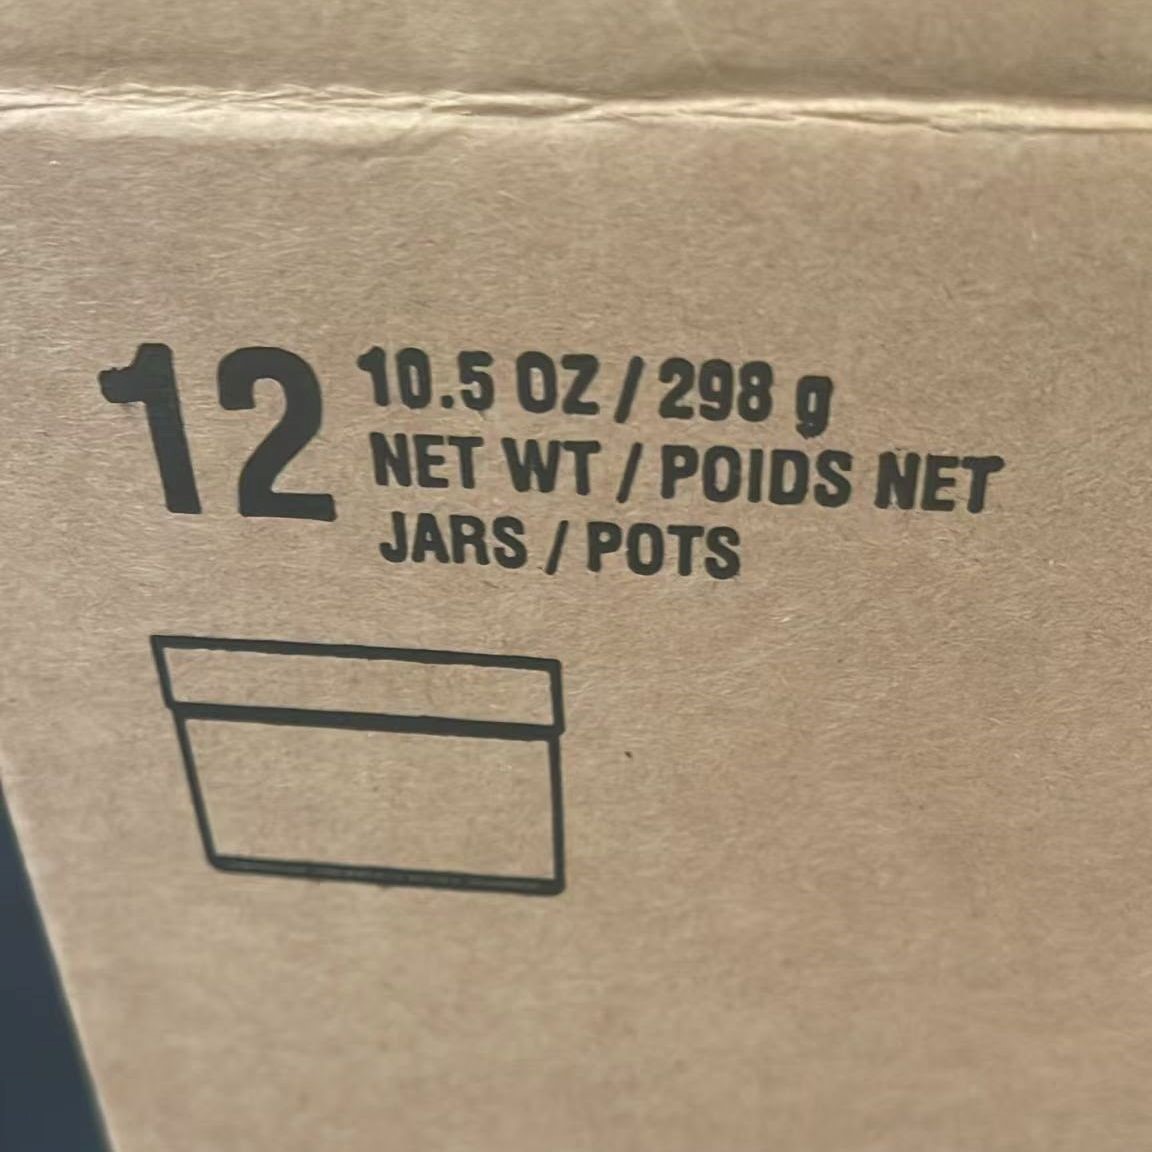 12 10.5 OZ / 298 g
NET WT / POIDS NET
JARS / POTS